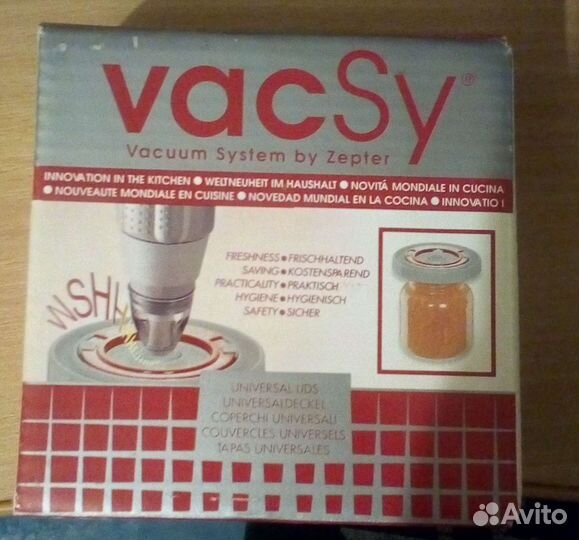 vacSy®
Vacuum System by Zepter
INNOVATION IN THE KITCHEN ● WELTNEUHEIT IM HAUSHALT ● NOVITÁ MONDIALE IN CUCINA
● NOUVEAUTE MONDIALE EN CUISINE ● NOVEDAD MUNDIAL EN LA COCINA ● INNOVATIO I
FRESHNESS ● FRISCHHALTEND
SAVING ● KOSTENSPAREND
PRACTICALITY ● PRAKTISCH
HYGIENE ● HYGIENISCH
SAFETY ● SICHER
WSHH
UNIVERSAL LIDS
UNIVERSALDECKEL
COPERCHI UNIVERSALI
COUVERCLES UNIVERSELS
TAPAS UNIVERSALES
Avito